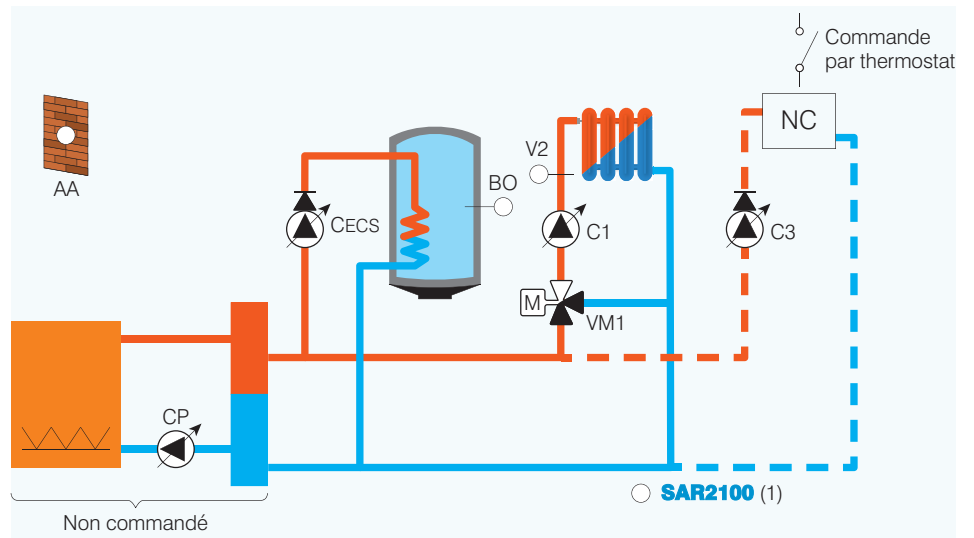 Commande
par thermostat
NC
AA
V2
BO
CECS
C1
C3
M
VM1
CP
SAR2100 (1)
Non commandé